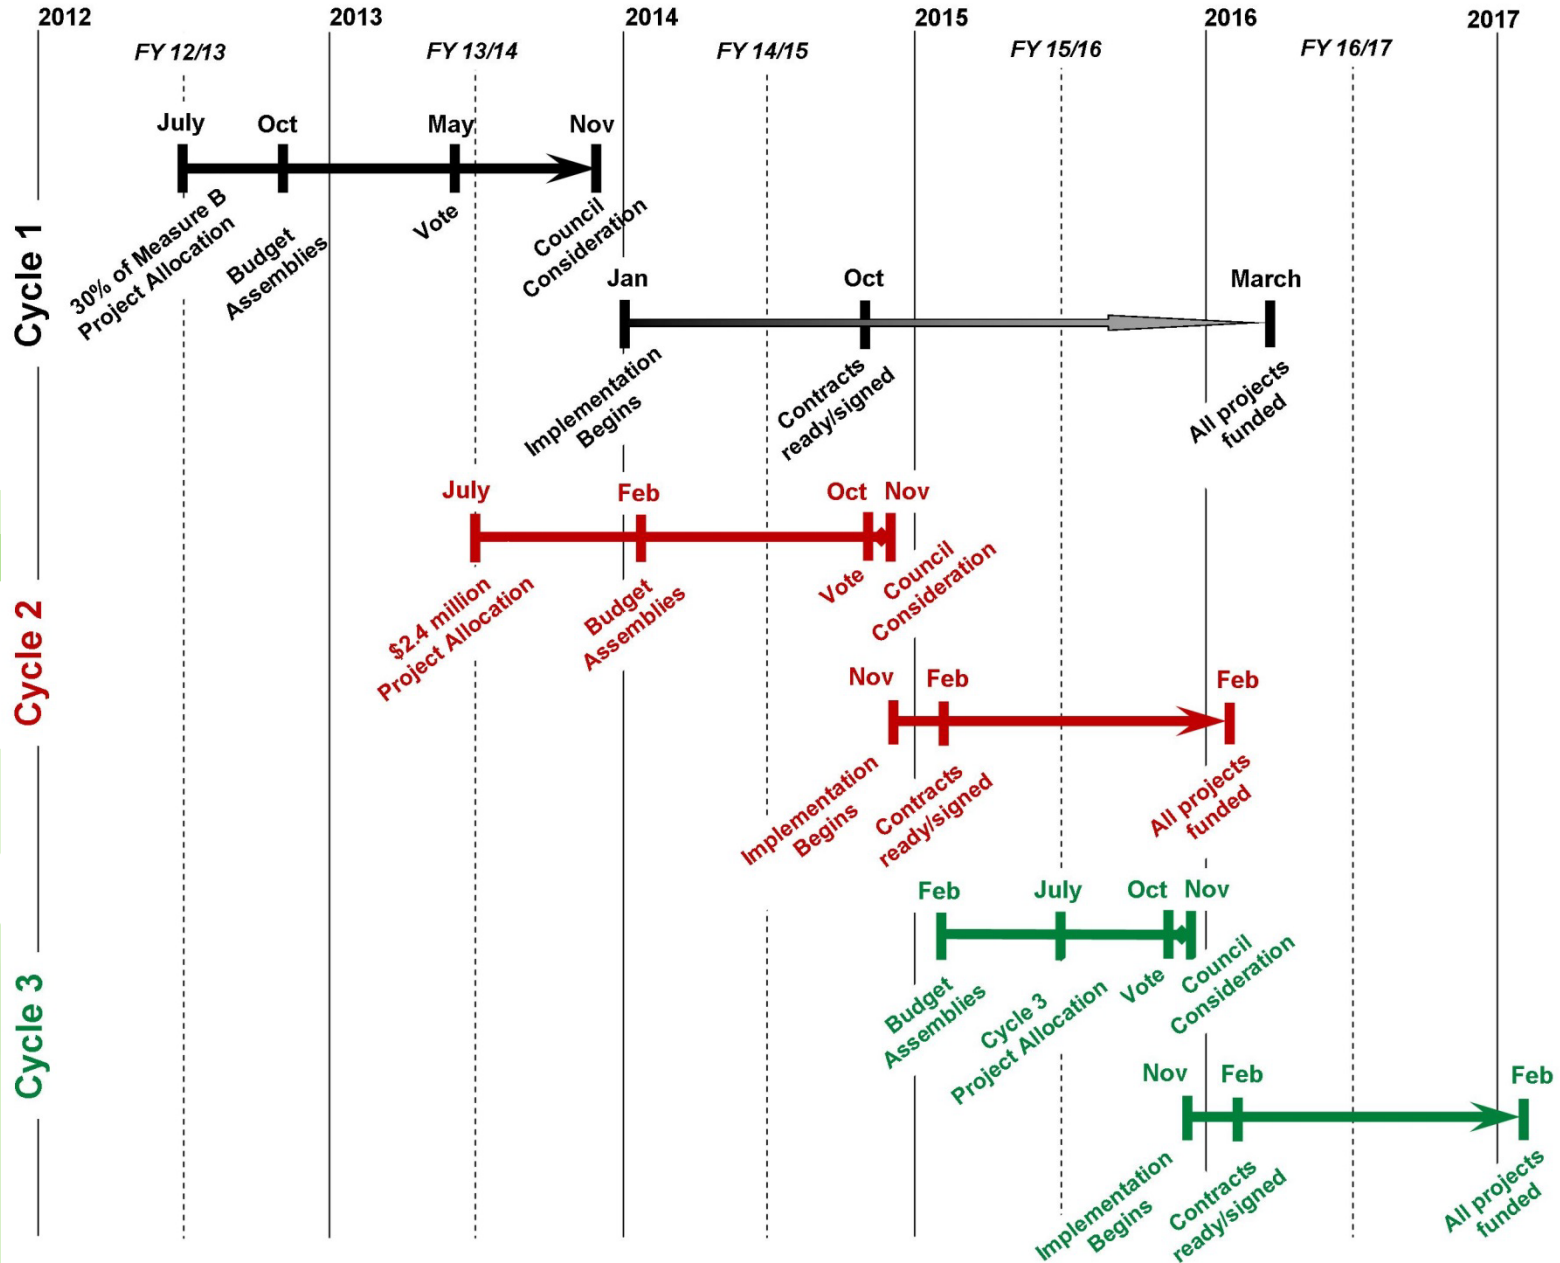 2012
2013
2014
2015
2016
2017
FY 12/13
FY 13/14
FY 14/15
FY 15/16
FY 16/17
Cycle 1
July
Oct
May
Nov
30% of Measure B
Project Allocation
Budget
Assemblies
Vote
Council
Consideration
Jan
Oct
March
Implementation
Begins
Contracts
ready/signed
All projects
funded
Cycle 2
July
Feb
Oct
Nov
$2.4 million
Project Allocation
Budget
Assemblies
Vote
Council
Consideration
Nov
Feb
Feb
Implementation
Begins
Contracts
ready/signed
All projects
funded
Cycle 3
Feb
July
Oct
Nov
Budget
Assemblies
Cycle 3
Project Allocation
Vote
Council
Consideration
Nov
Feb
Feb
Implementation
Begins
Contracts
ready/signed
All projects
funded